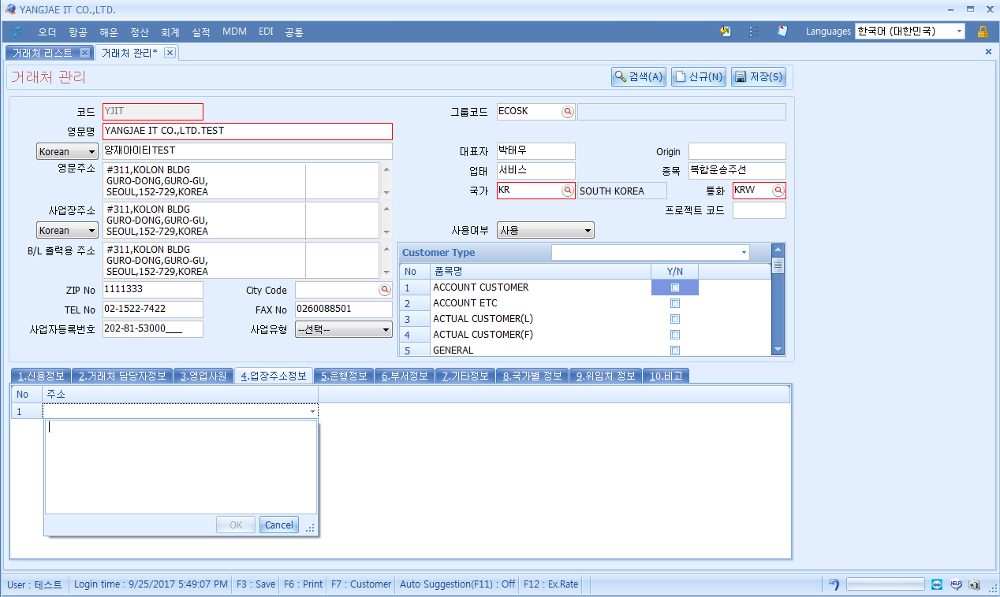 YANGJAE IT CO.,LTD.
오더 항공 해운 정산 회계 실적 MDM EDI 공통 Languages 한국어 (대한민국)
거래처 리스트 거래처 관리*
거래처 관리 검색(A) 신규(N) 저장(S)
코드 YJIT 그룹코드 ECOSK
영문명 YANGJAE IT CO.,LTD.TEST
Korean 양재아이티TEST 대표자 박태우 Origin
영문주소 #311,KOLON BLDG
GURO-DONG,GURO-GU,
SEOUL,152-729,KOREA
업태 서비스 종목 복합운송주선
국가 KR SOUTH KOREA 통화 KRW
사업장주소 #311,KOLON BLDG
GURO-DONG,GURO-GU,
Korean SEOUL,152-729,KOREA
프로젝트 코드
사용여부 사용
B/L 출력용 주소 #311,KOLON BLDG
GURO-DONG,GURO-GU,
SEOUL,152-729,KOREA
Customer Type
No 품목명 Y/N
1 ACCOUNT CUSTOMER
2 ACCOUNT ETC
3 ACTUAL CUSTOMER(L)
4 ACTUAL CUSTOMER(F)
5 GENERAL
ZIP No 1111333 City Code
TEL No 02-1522-7422 FAX No 0260088501
사업자등록번호 202-81-53000___ 사업유형 --선택--
1.신용정보 2.거래처 담당자정보 3.영업사원 4.업장주소정보 5.은행정보 6.부서정보 7.기타정보 8.국가별 정보 9.위임처 정보 10.비고
No 주소
1
OK Cancel
User : 테스트 Login time : 9/25/2017 5:49:07 PM F3 : Save F6 : Print F7 : Customer Auto Suggestion(F11) : Off F12 : Ex.Rate HELP